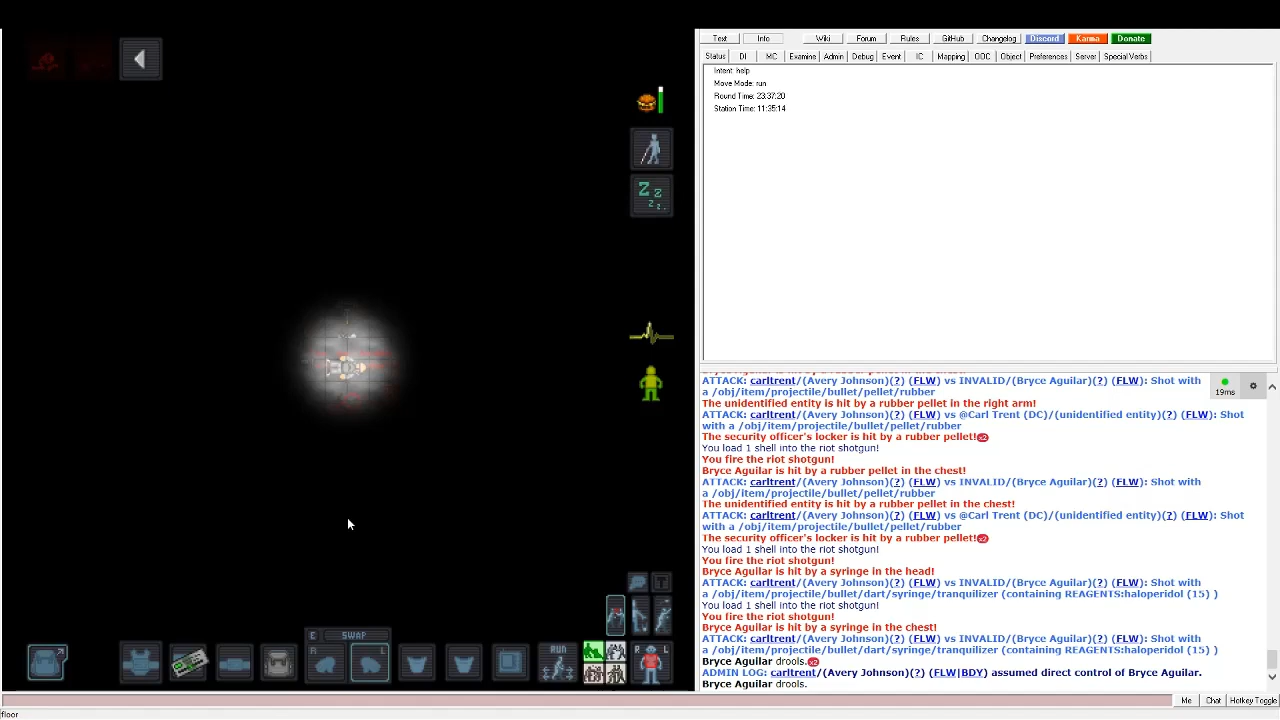 Text Info Wiki Forum Rules GitHub Changelog Discord Karma Donate
Status DI MC Examine Admin Debug Event IC Mapping OOC Object Preferences Server Special Verbs
Intent: help
Move Mode: run
Round Time: 23:37:20
Station Time: 11:35:14
Z z
z z..
ATTACK: carltrent/(Avery Johnson)(?) (FLW) vs INVALID/(Bryce Aguilar)(?) (FLW): Shot with
a /obj/item/projectile/bullet/pellet/rubber
19ms
The unidentified entity is hit by a rubber pellet in the right arm!
ATTACK: carltrent/(Avery Johnson)(?) (FLW) vs @Carl Trent (DC)/(unidentified entity)(?) (FLW): Shot
with a /obj/item/projectile/bullet/pellet/rubber
The security officer's locker is hit by a rubber pellet!x2
You load 1 shell into the riot shotgun!
You fire the riot shotgun!
Bryce Aguilar is hit by a rubber pellet in the chest!
ATTACK: carltrent/(Avery Johnson)(?) (FLW) vs INVALID/(Bryce Aguilar)(?) (FLW): Shot with
a /obj/item/projectile/bullet/pellet/rubber
The unidentified entity is hit by a rubber pellet in the chest!
ATTACK: carltrent/(Avery Johnson)(?) (FLW) vs @Carl Trent (DC)/(unidentified entity)(?) (FLW): Shot
with a /obj/item/projectile/bullet/pellet/rubber
The security officer's locker is hit by a rubber pellet!x2
You load 1 shell into the riot shotgun!
You fire the riot shotgun!
Bryce Aguilar is hit by a syringe in the head!
ATTACK: carltrent/(Avery Johnson)(?) (FLW) vs INVALID/(Bryce Aguilar)(?) (FLW): Shot with
a /obj/item/projectile/bullet/dart/syringe/tranquilizer (containing REAGENTS:haloperidol (15) )
You load 1 shell into the riot shotgun!
You fire the riot shotgun!
Bryce Aguilar is hit by a syringe in the chest!
ATTACK: carltrent/(Avery Johnson)(?) (FLW) vs INVALID/(Bryce Aguilar)(?) (FLW): Shot with
a /obj/item/projectile/bullet/dart/syringe/tranquilizer (containing REAGENTS:haloperidol (15) )
Bryce Aguilar drools.x2
ADMIN LOG: carltrent/(Avery Johnson)(?) (FLW|BDY) assumed direct control of Bryce Aguilar.
Bryce Aguilar drools.
E SWAP
R L RUN R L
Me Chat Hotkey Toggle
floor